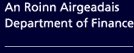 An Roinn Airgeadais
Department of Finance